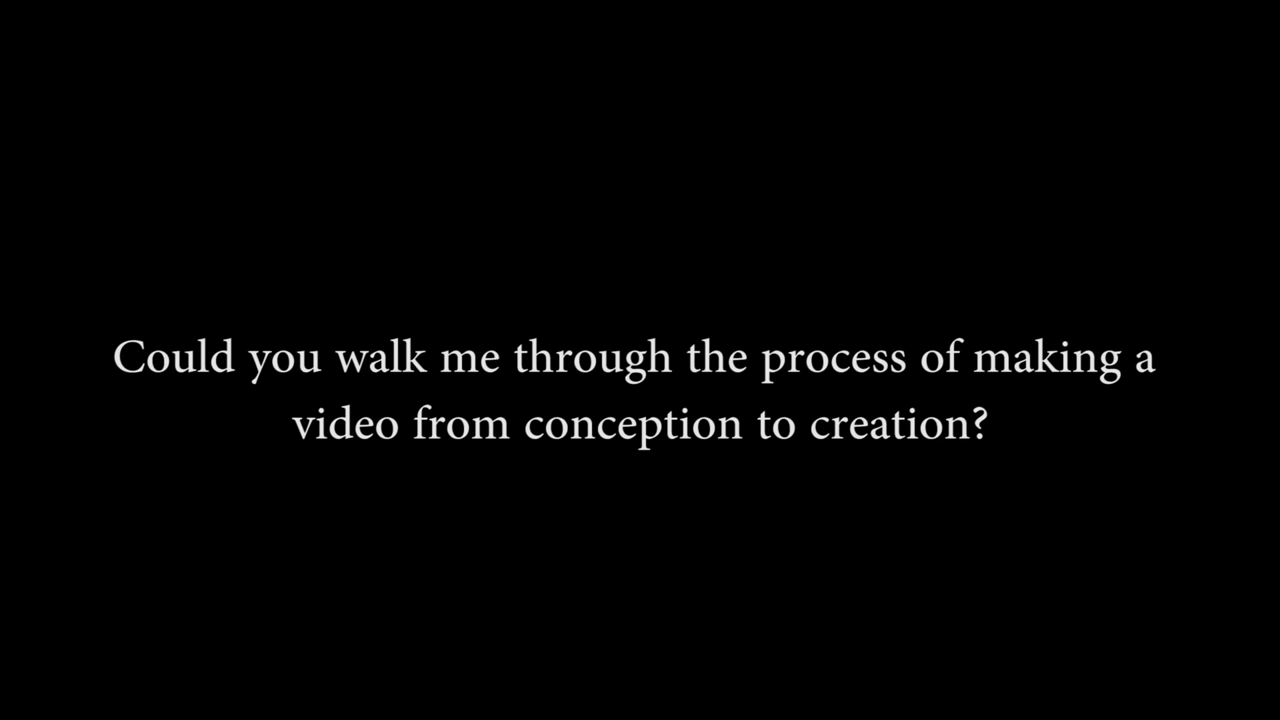 Could you walk me through the process of making a
video from conception to creation?